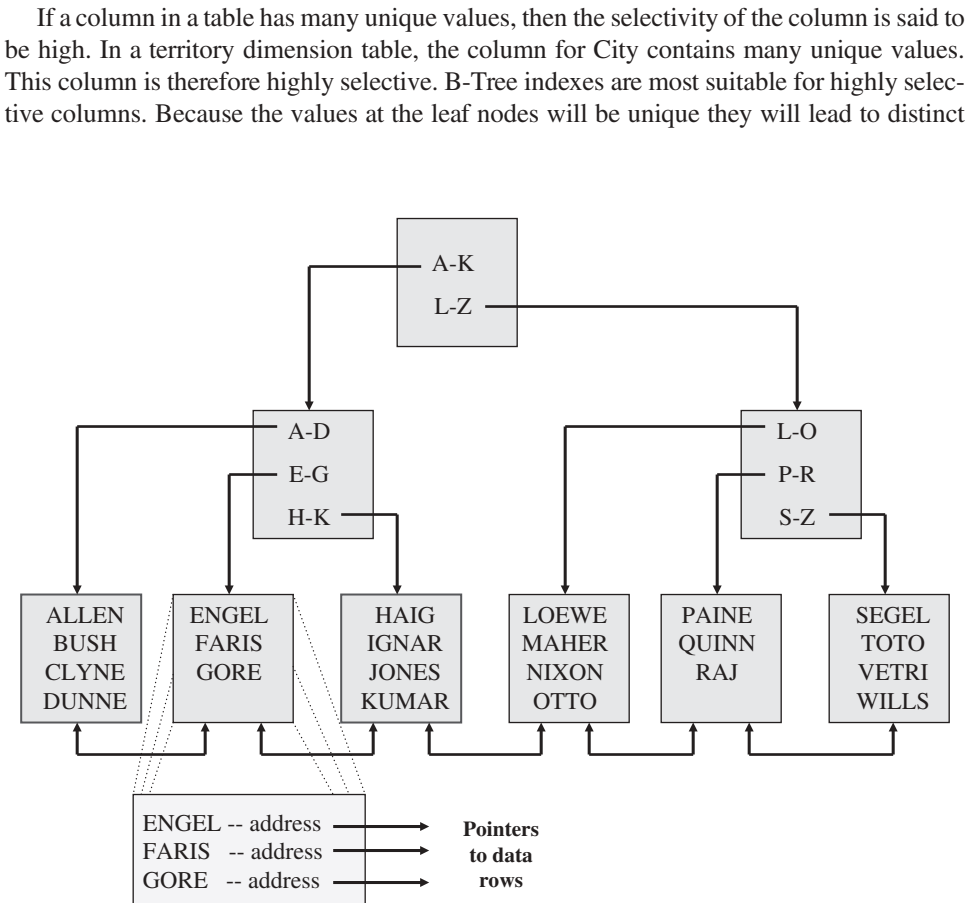 If a column in a table has many unique values, then the selectivity of the column is said to
be high. In a territory dimension table, the column for City contains many unique values.
This column is therefore highly selective. B-Tree indexes are most suitable for highly selec-
tive columns. Because the values at the leaf nodes will be unique they will lead to distinct
A-K
L-Z
A-D
E-G
H-K
L-O
P-R
S-Z
ALLEN
BUSH
CLYNE
DUNNE
ENGEL
FARIS
GORE
HAIG
IGNAR
JONES
KUMAR
LOEWE
MAHER
NIXON
OTTO
PAINE
QUINN
RAJ
SEGEL
TOTO
VETRI
WILLS
ENGEL -- address
FARIS -- address
GORE -- address
Pointers
to data
rows